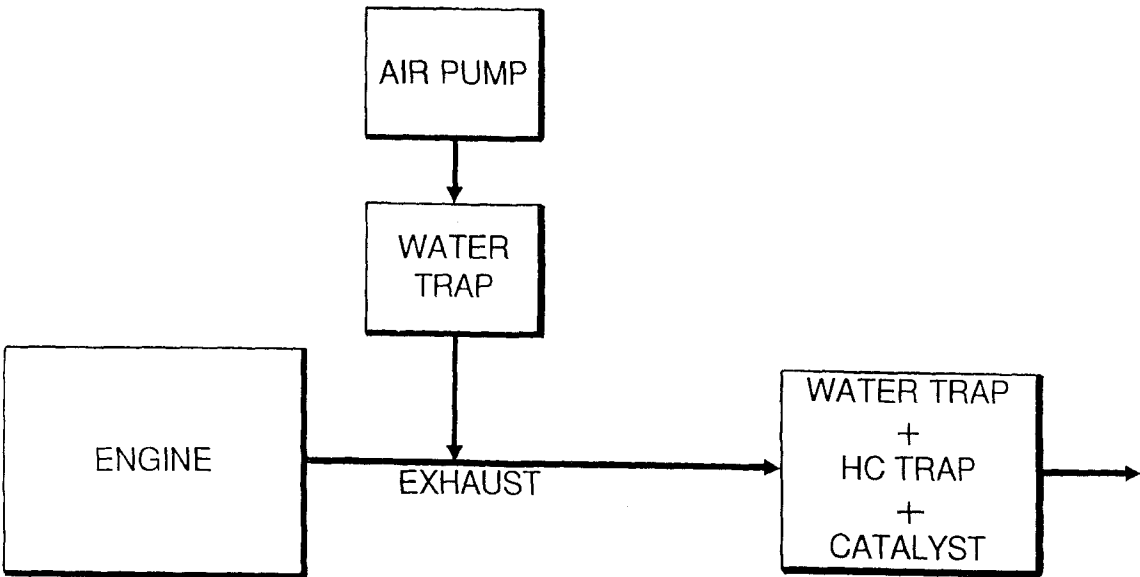 AIR PUMP
WATER
TRAP
ENGINE
EXHAUST
WATER TRAP
+
HC TRAP
+
CATALYST